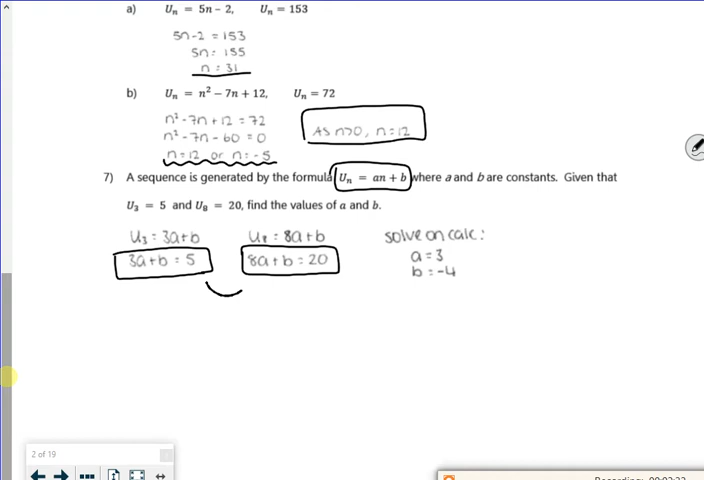 a) Uₙ = 5n − 2, Uₙ = 153
5n-2 = 153
5n = 155
n = 31
b) Uₙ = n² − 7n + 12, Uₙ = 72
n²-7n+12 = 72
n²-7n-60 = 0
n=12 or n=-5
As n>0, n=12
7) A sequence is generated by the formula Uₙ = an + b where a and b are constants. Given that
U₃ = 5 and U₈ = 20, find the values of a and b.
U₃ = 3a+b U₈ = 8a+b solve on calc:
3a+b = 5 8a+b = 20 a=3
b=-4
2 of 19